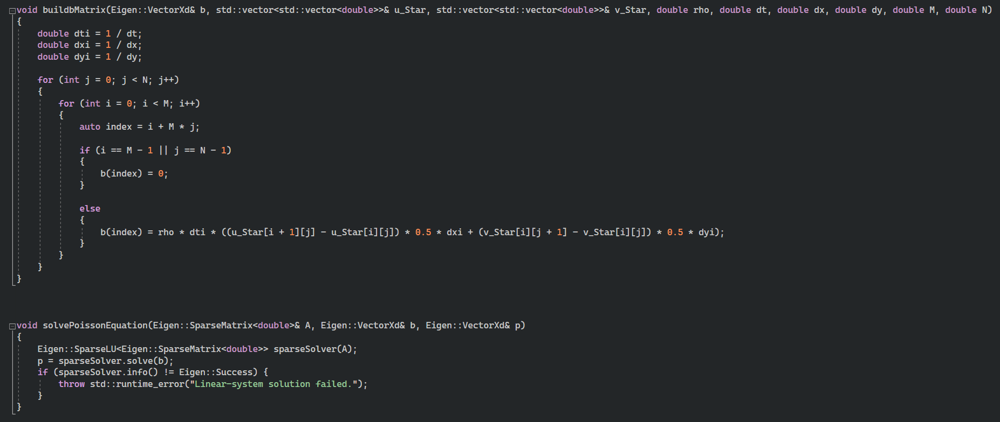 void buildbMatrix(Eigen::VectorXd& b, std::vector<std::vector<double>>& u_Star, std::vector<std::vector<double>>& v_Star, double rho, double dt, double dx, double dy, double M, double N)
{
    double dti = 1 / dt;
    double dxi = 1 / dx;
    double dyi = 1 / dy;
    for (int j = 0; j < N; j++)
    {
        for (int i = 0; i < M; i++)
        {
            auto index = i + M * j;
            if (i == M - 1 || j == N - 1)
            {
                b(index) = 0;
            }
            else
            {
                b(index) = rho * dti * ((u_Star[i + 1][j] - u_Star[i][j]) * 0.5 * dxi + (v_Star[i][j + 1] - v_Star[i][j]) * 0.5 * dyi);
            }
        }
    }
}
void solvePoissonEquation(Eigen::SparseMatrix<double>& A, Eigen::VectorXd& b, Eigen::VectorXd& p)
{
    Eigen::SparseLU<Eigen::SparseMatrix<double>> sparseSolver(A);
    p = sparseSolver.solve(b);
    if (sparseSolver.info() != Eigen::Success) {
        throw std::runtime_error("Linear-system solution failed.");
    }
}